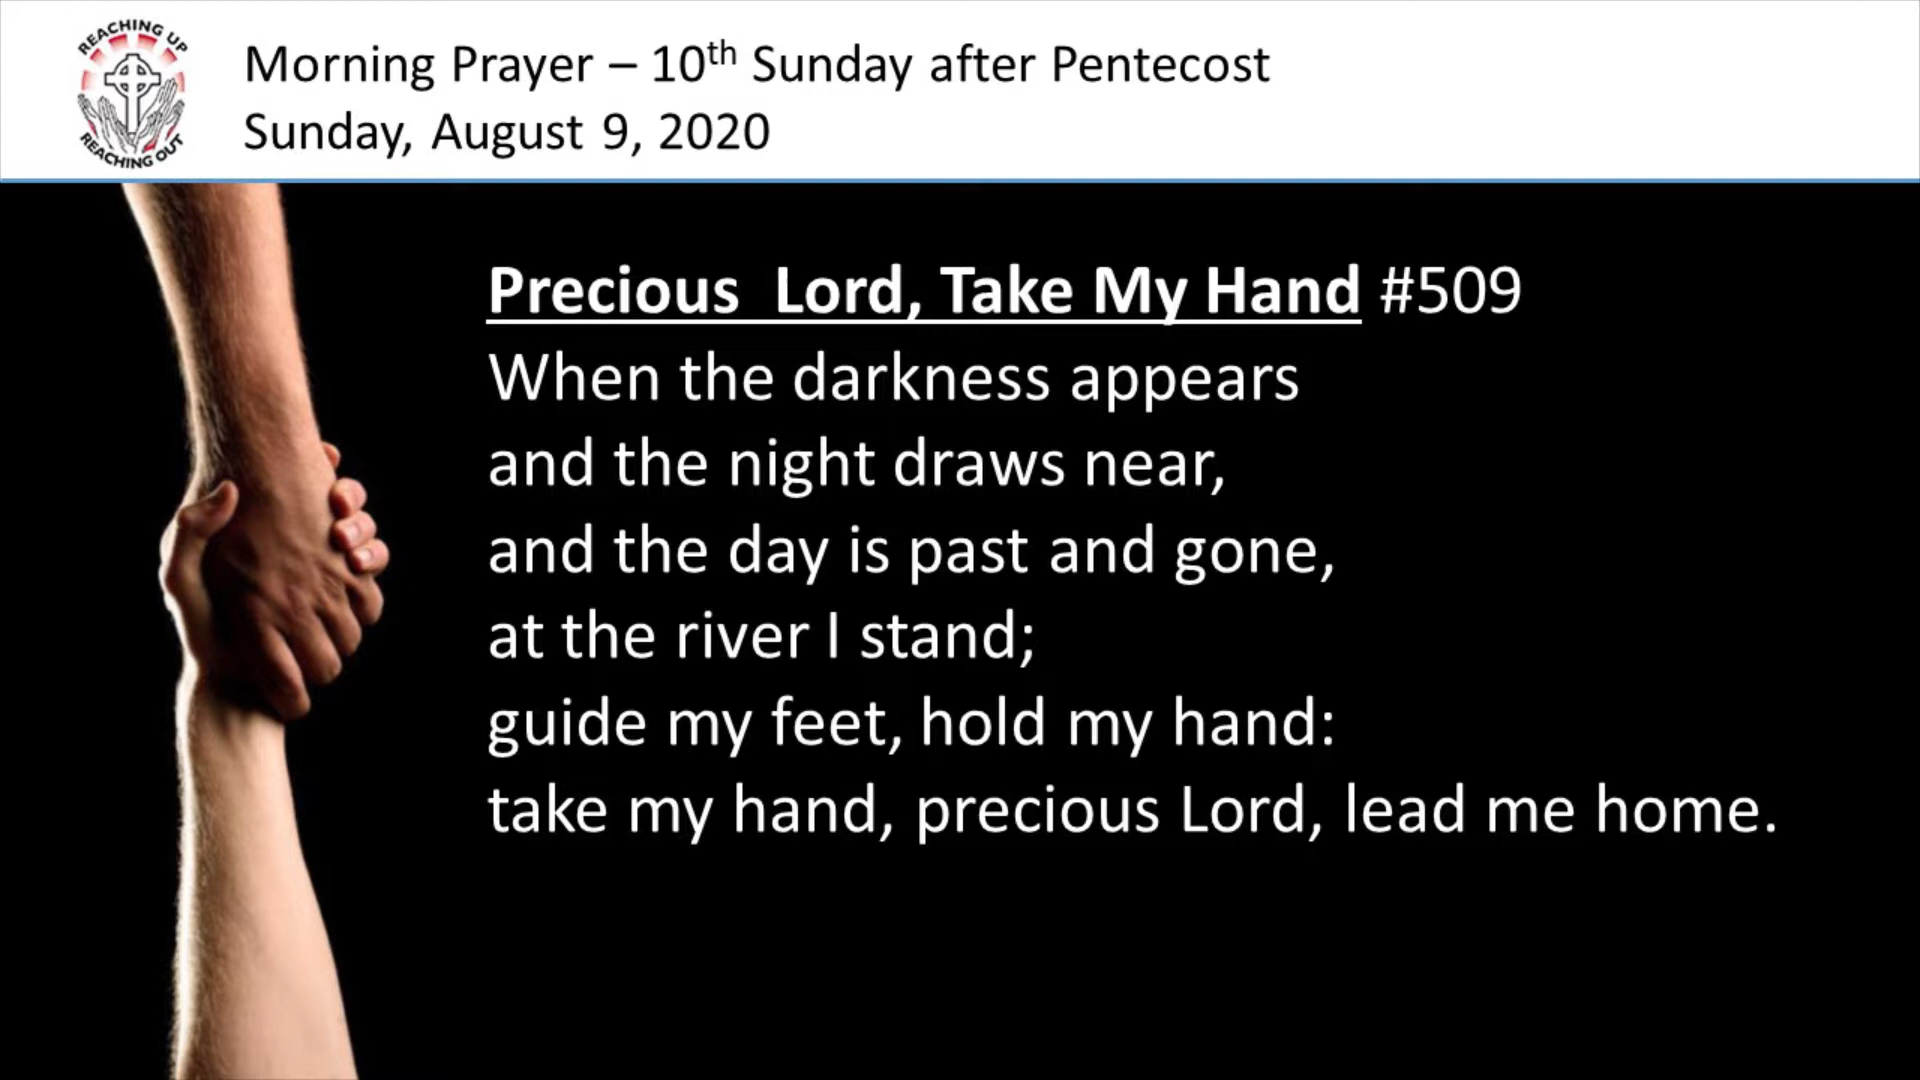 REACHING UP
REACHING OUT
Morning Prayer – 10th Sunday after Pentecost
Sunday, August 9, 2020
Precious Lord, Take My Hand #509
When the darkness appears
and the night draws near,
and the day is past and gone,
at the river I stand;
guide my feet, hold my hand:
take my hand, precious Lord, lead me home.